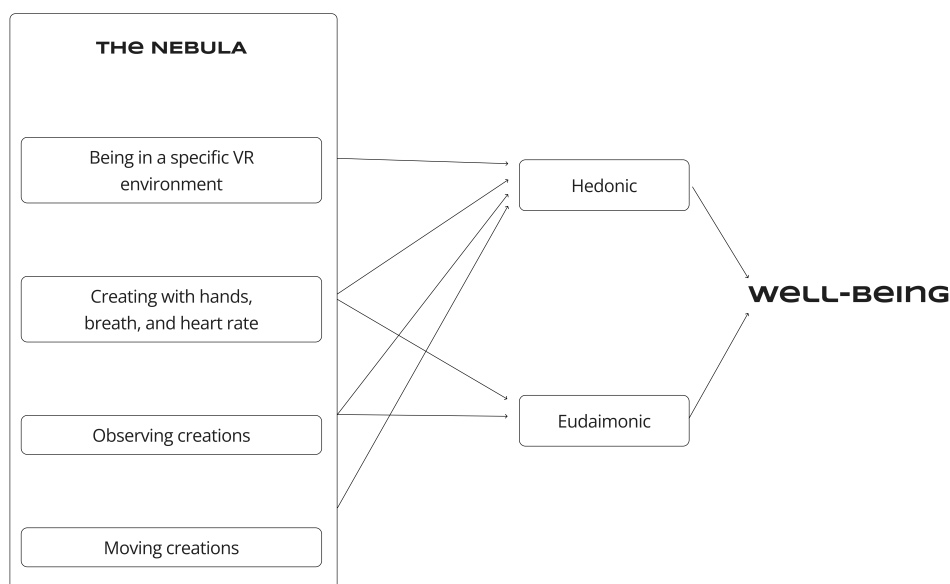 THe NEBULA
Being in a specific VR
environment
Hedonic
Creating with hands,
breath, and heart rate
WeLL-BeING
Observing creations
Eudaimonic
Moving creations